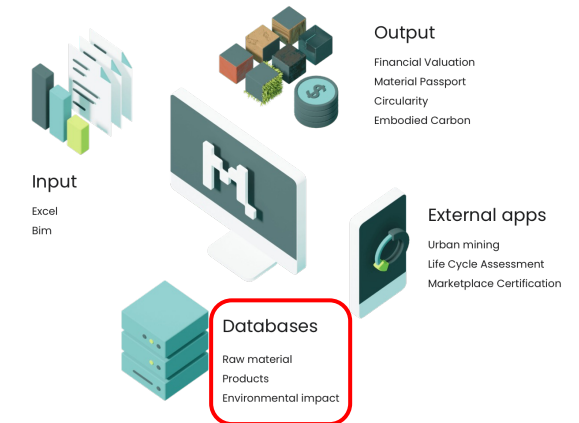 Output
Financial Valuation
Material Passport
Circularity
Embodied Carbon
Input
Excel
Bim
External apps
Urban mining
Life Cycle Assessment
Marketplace Certification
Databases
Raw material
Products
Environmental impact
M
$